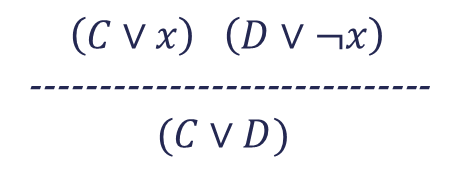 (C ∨ x) (D ∨ ¬x)
-----------------------------
(C ∨ D)